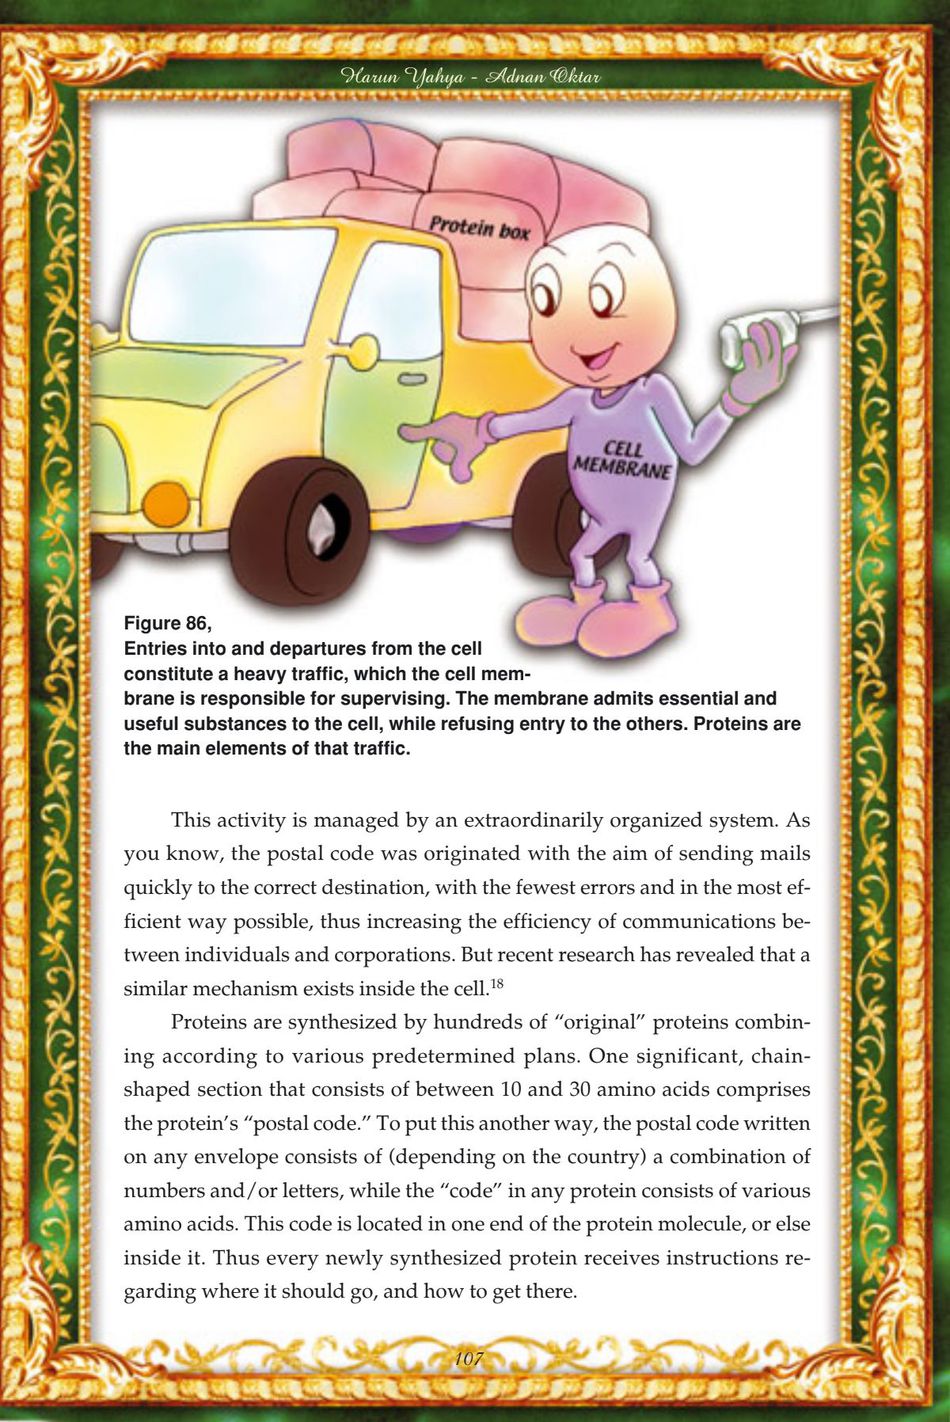 Harun Yahya - Adnan Oktar
Protein box
CELL
MEMBRANE
Figure 86,
Entries into and departures from the cell
constitute a heavy traffic, which the cell mem-
brane is responsible for supervising. The membrane admits essential and
useful substances to the cell, while refusing entry to the others. Proteins are
the main elements of that traffic.
This activity is managed by an extraordinarily organized system. As
you know, the postal code was originated with the aim of sending mails
quickly to the correct destination, with the fewest errors and in the most ef-
ficient way possible, thus increasing the efficiency of communications be-
tween individuals and corporations. But recent research has revealed that a
similar mechanism exists inside the cell.18
Proteins are synthesized by hundreds of “original” proteins combin-
ing according to various predetermined plans. One significant, chain-
shaped section that consists of between 10 and 30 amino acids comprises
the protein’s “postal code.” To put this another way, the postal code written
on any envelope consists of (depending on the country) a combination of
numbers and/or letters, while the “code” in any protein consists of various
amino acids. This code is located in one end of the protein molecule, or else
inside it. Thus every newly synthesized protein receives instructions re-
garding where it should go, and how to get there.
107